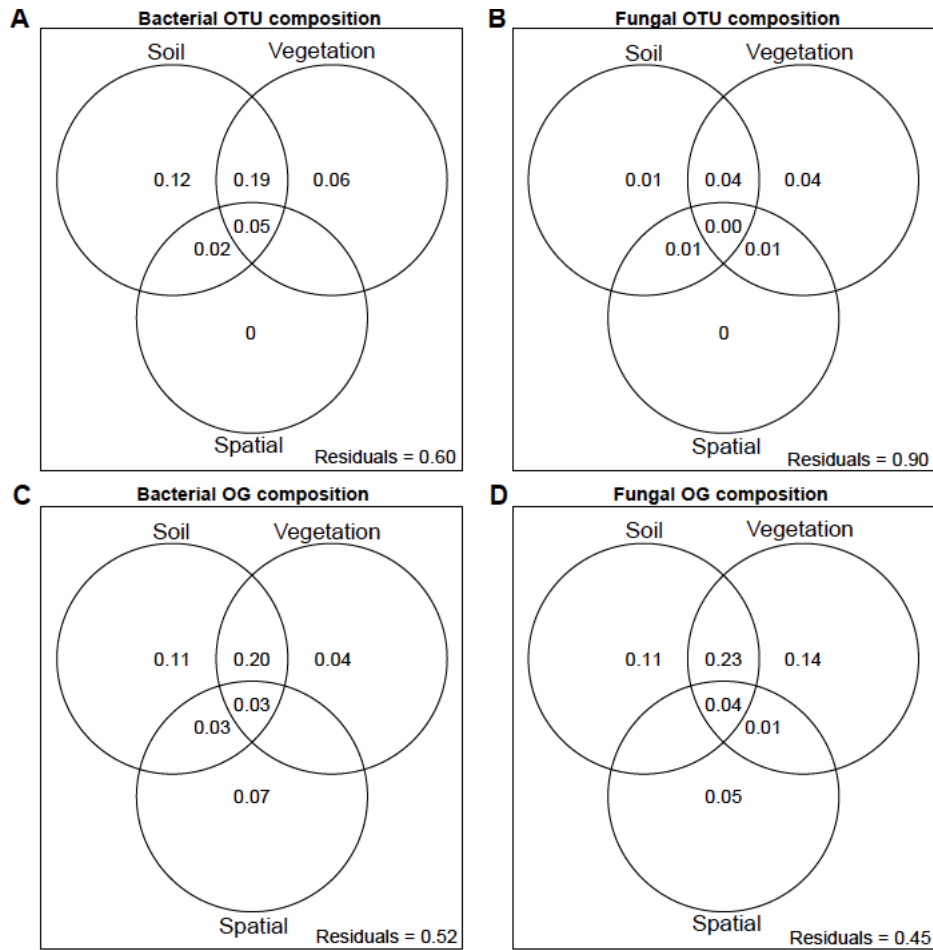 A Bacterial OTU composition
Soil Vegetation
0.12 0.19 0.06
0.05
0.02
0
Spatial
Residuals = 0.60
B Fungal OTU composition
Soil Vegetation
0.01 0.04 0.04
0.00
0.01 0.01
0
Spatial
Residuals = 0.90
C Bacterial OG composition
Soil Vegetation
0.11 0.20 0.04
0.03
0.03
0.07
Spatial
Residuals = 0.52
D Fungal OG composition
Soil Vegetation
0.11 0.23 0.14
0.04
0.01
0.05
Spatial
Residuals = 0.45